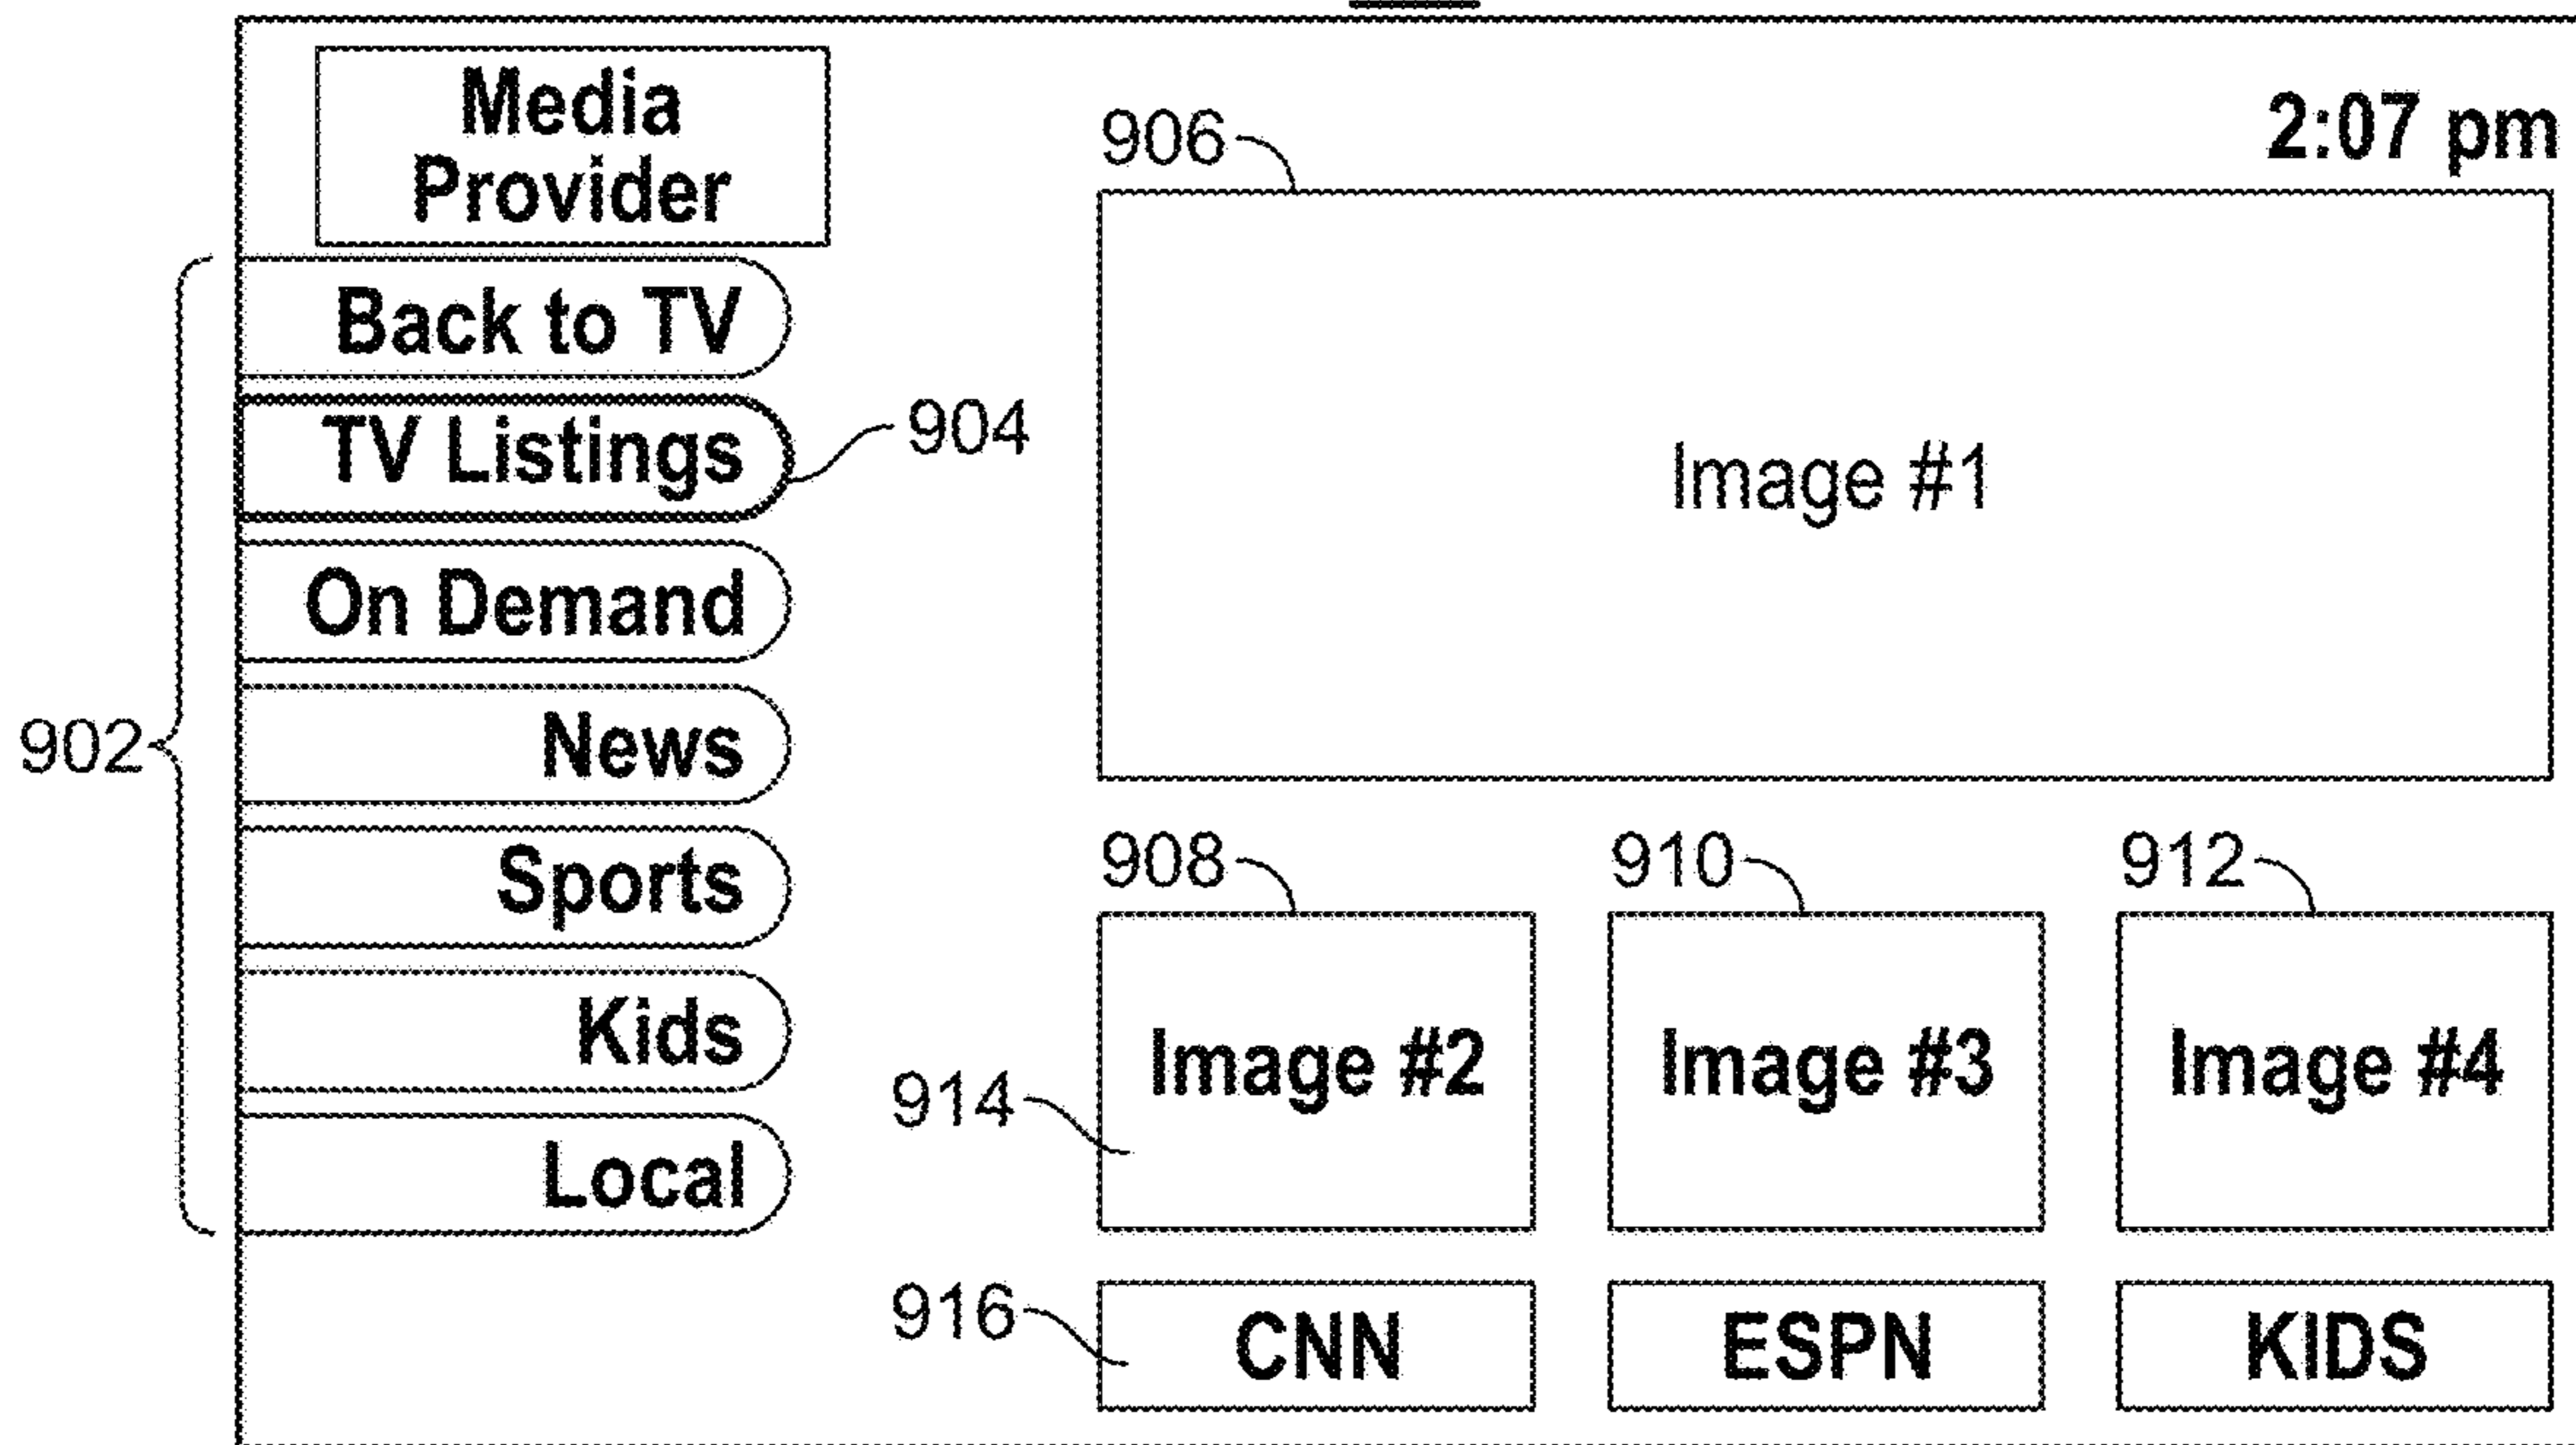 Media
Provider
2:07 pm
906
Back to TV
TV Listings
904
Image #1
On Demand
902
News
Sports
Kids
Local
908
910
912
914
Image #2
Image #3
Image #4
916
CNN
ESPN
KIDS